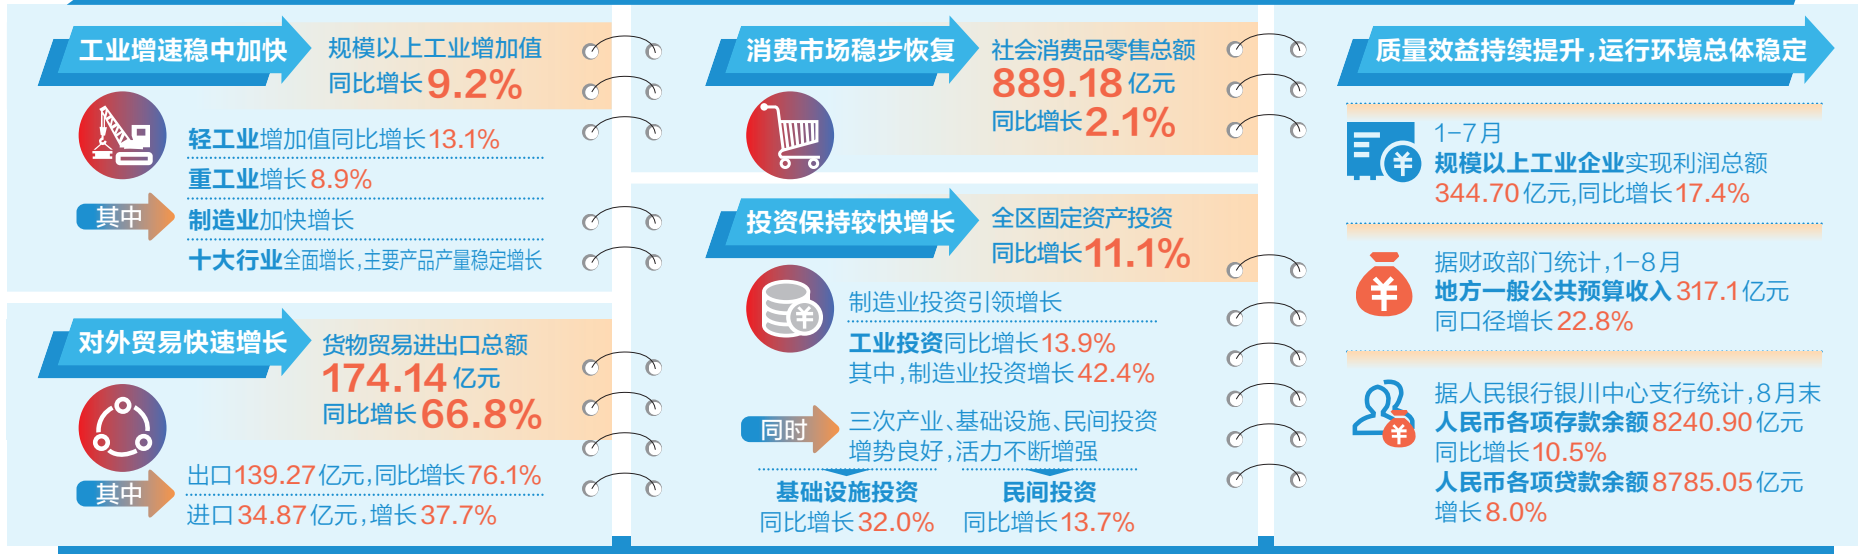 工业增速稳中加快
规模以上工业增加值
同比增长9.2%
轻工业增加值同比增长13.1%
重工业增长8.9%
其中
制造业加快增长
十大行业全面增长,主要产品产量稳定增长
对外贸易快速增长
货物贸易进出口总额
174.14亿元
同比增长66.8%
其中
出口139.27亿元,同比增长76.1%
进口34.87亿元,增长37.7%
消费市场稳步恢复
社会消费品零售总额
889.18亿元
同比增长2.1%
投资保持较快增长
全区固定资产投资
同比增长11.1%
制造业投资引领增长
工业投资同比增长13.9%
其中,制造业投资增长42.4%
同时
三次产业、基础设施、民间投资
增势良好,活力不断增强
基础设施投资
同比增长32.0%
民间投资
同比增长13.7%
质量效益持续提升,运行环境总体稳定
1-7月
规模以上工业企业实现利润总额
344.70亿元,同比增长17.4%
据财政部门统计,1-8月
地方一般公共预算收入317.1亿元
同口径增长22.8%
据人民银行银川中心支行统计,8月末
人民币各项存款余额8240.90亿元
同比增长10.5%
人民币各项贷款余额8785.05亿元
增长8.0%